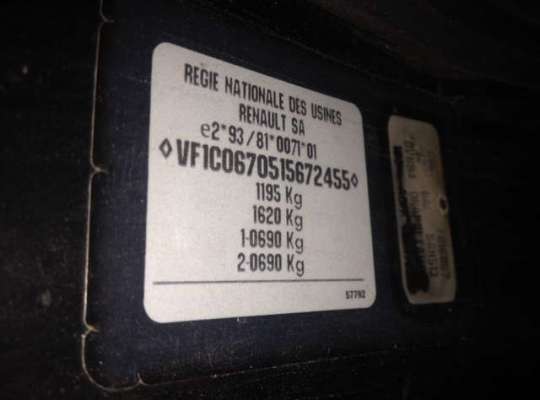 REGIE NATIONALE DES USINES
RENAULT SA
e2*93/81*0071*01
◊VF1C0670515672455◊
1195 Kg
1620 Kg
1-0690 Kg
2-0690 Kg
57792